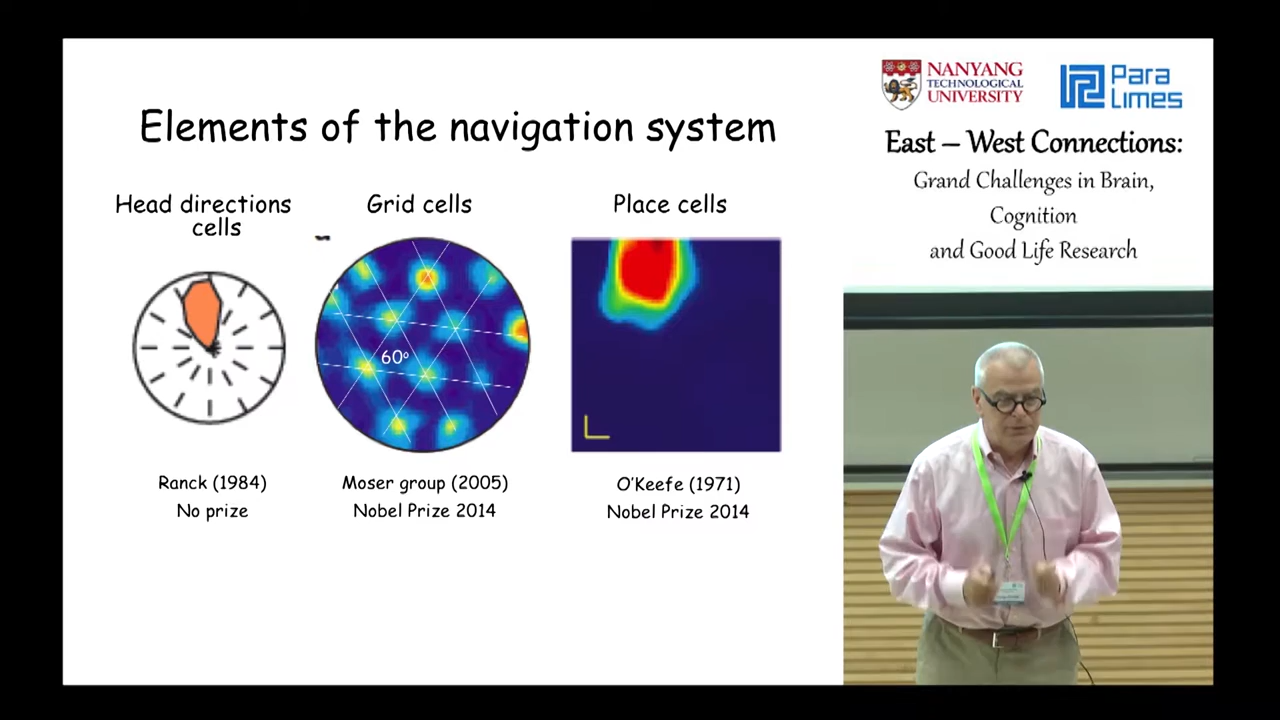 Elements of the navigation system
Head directions
cells
Grid cells
Place cells
60°
Ranck (1984)
No prize
Moser group (2005)
Nobel Prize 2014
O'Keefe (1971)
Nobel Prize 2014
NANYANG
TECHNOLOGICAL
UNIVERSITY
Para
Limes
East – West Connections:
Grand Challenges in Brain,
Cognition
and Good Life Research